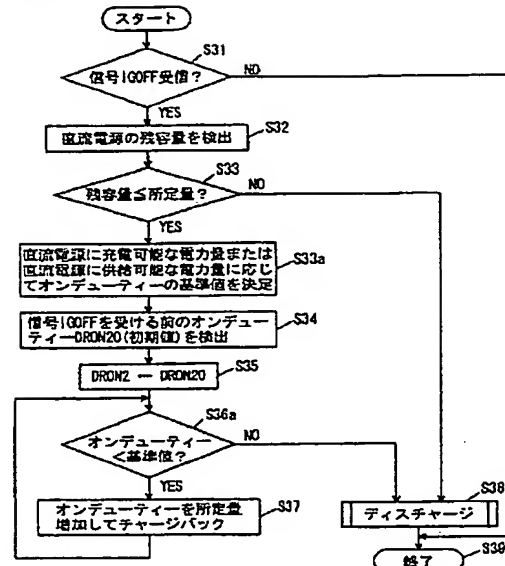 スタート
S31
信号IGOFF受信?
NO
YES
直流電源の残容量を検出
S32
S33
残容量≦所定量?
NO
YES
直流電源に充電可能な電力量または
直流電源に供給可能な電力量に応じ
てオンデューティーの基準値を決定
S33a
信号IGOFFを受ける前のオンデュー
ティーDRON20(初期値)を検出
S34
DRON2 ― DRON20
S35
S36a
オンデューティー
<基準値?
NO
YES
オンデューティーを所定量
増加してチャージバック
S37
S38
ディスチャージ
終了
S39